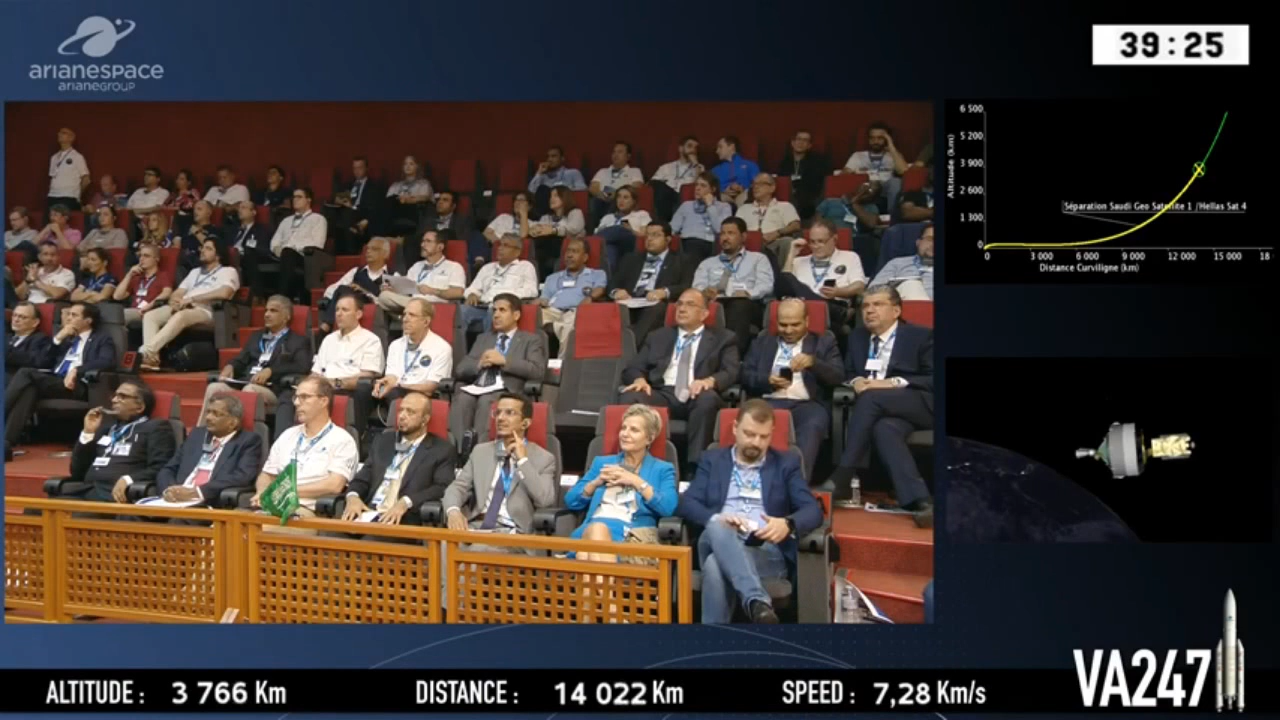 arianespace
arianeGROUP
39:25
6 500
5 200
3 900
2 600
1 300
0
Altitude (km)
Séparation Saudi Geo Satellite 1 /Hellas Sat 4
0 3 000 6 000 9 000 12 000 15 000 18
Distance Curviligne (km)
VA247
ALTITUDE : 3 766 Km DISTANCE : 14 022 Km SPEED : 7,28 Km/s